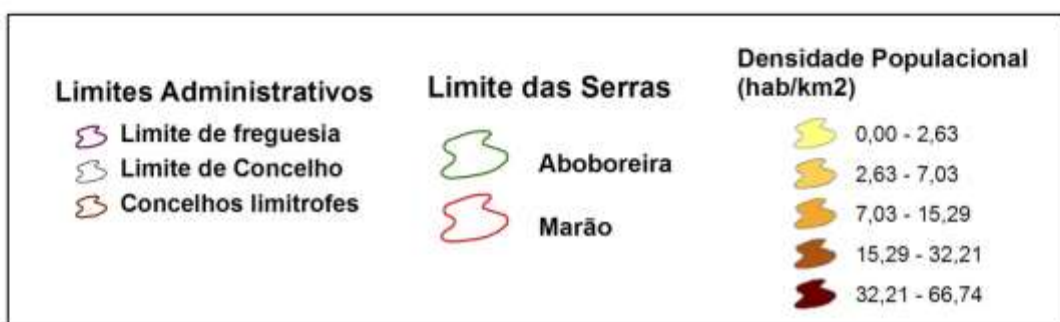 Limites Administrativos
Limite de freguesia
Limite de Concelho
Concelhos limitrofes
Limite das Serras
Aboboreira
Marão
Densidade Populacional
(hab/km2)
0,00 - 2,63
2,63 - 7,03
7,03 - 15,29
15,29 - 32,21
32,21 - 66,74